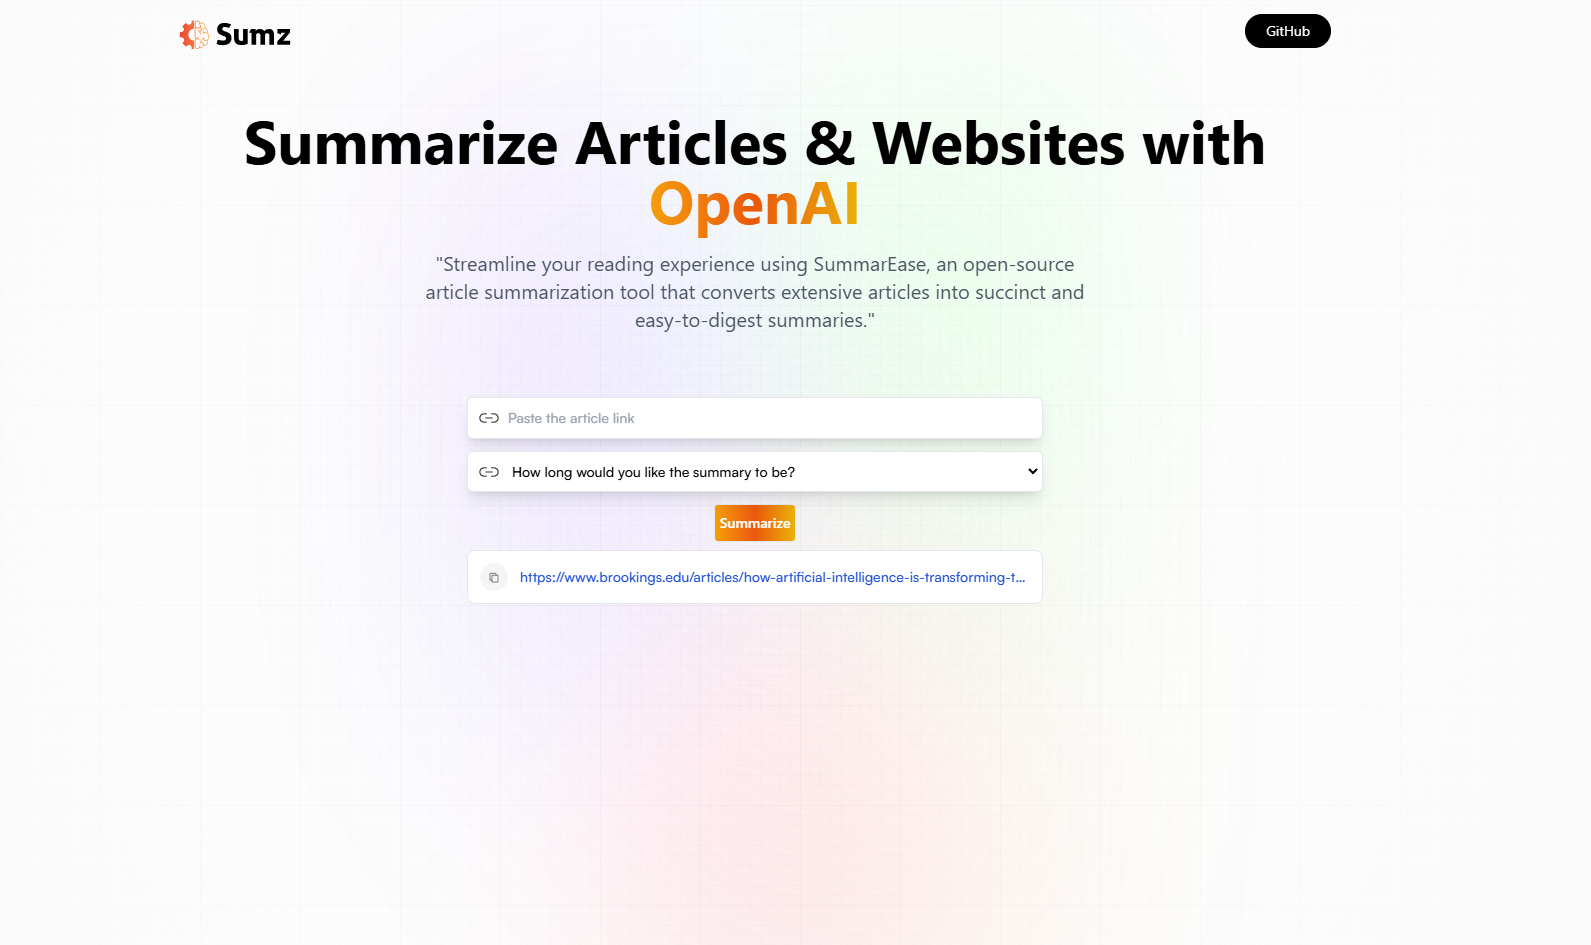 Sumz
GitHub
Summarize Articles & Websites with
OpenAI
"Streamline your reading experience using SummarEase, an open-source
article summarization tool that converts extensive articles into succinct and
easy-to-digest summaries."
Paste the article link
How long would you like the summary to be?
Summarize
https://www.brookings.edu/articles/how-artificial-intelligence-is-transforming-t...